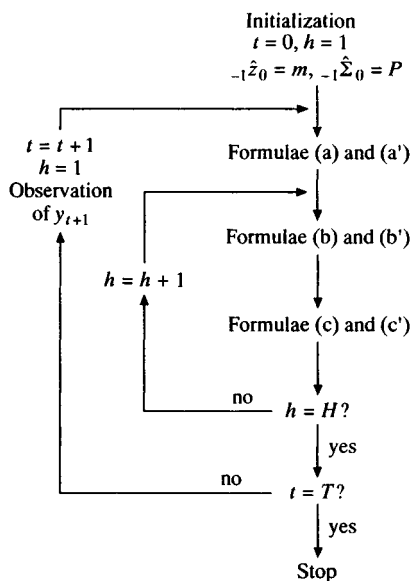 Initialization
t = 0, h = 1
₋₁ẑ₀ = m, ₋₁Σ̂₀ = P
t = t + 1
h = 1
Observation
of yₜ₊₁
Formulae (a) and (a')
Formulae (b) and (b')
h = h + 1
Formulae (c) and (c')
no
h = H?
yes
no
t = T?
yes
Stop